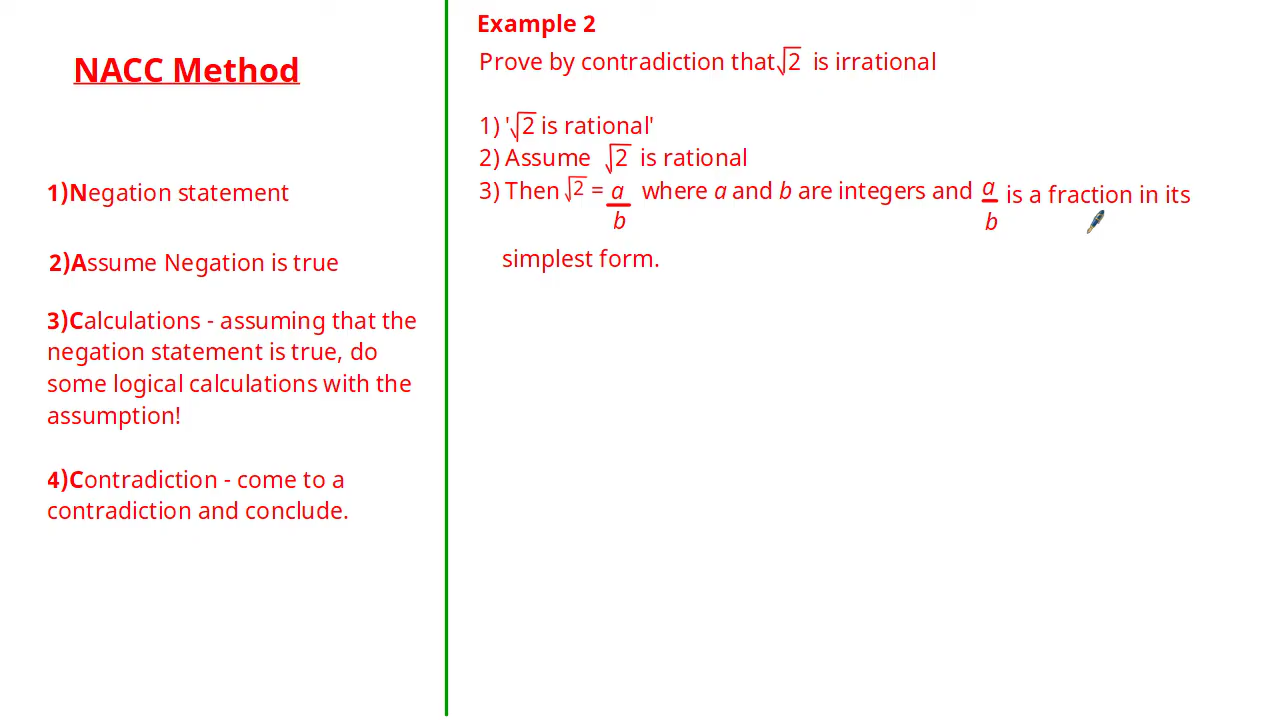 NACC Method
1)Negation statement
2)Assume Negation is true
3)Calculations - assuming that the
negation statement is true, do
some logical calculations with the
assumption!
4)Contradiction - come to a
contradiction and conclude.
Example 2
Prove by contradiction that √2 is irrational
1) '√2 is rational'
2) Assume √2 is rational
3) Then √2 = a/b where a and b are integers and a/b is a fraction in its
simplest form.